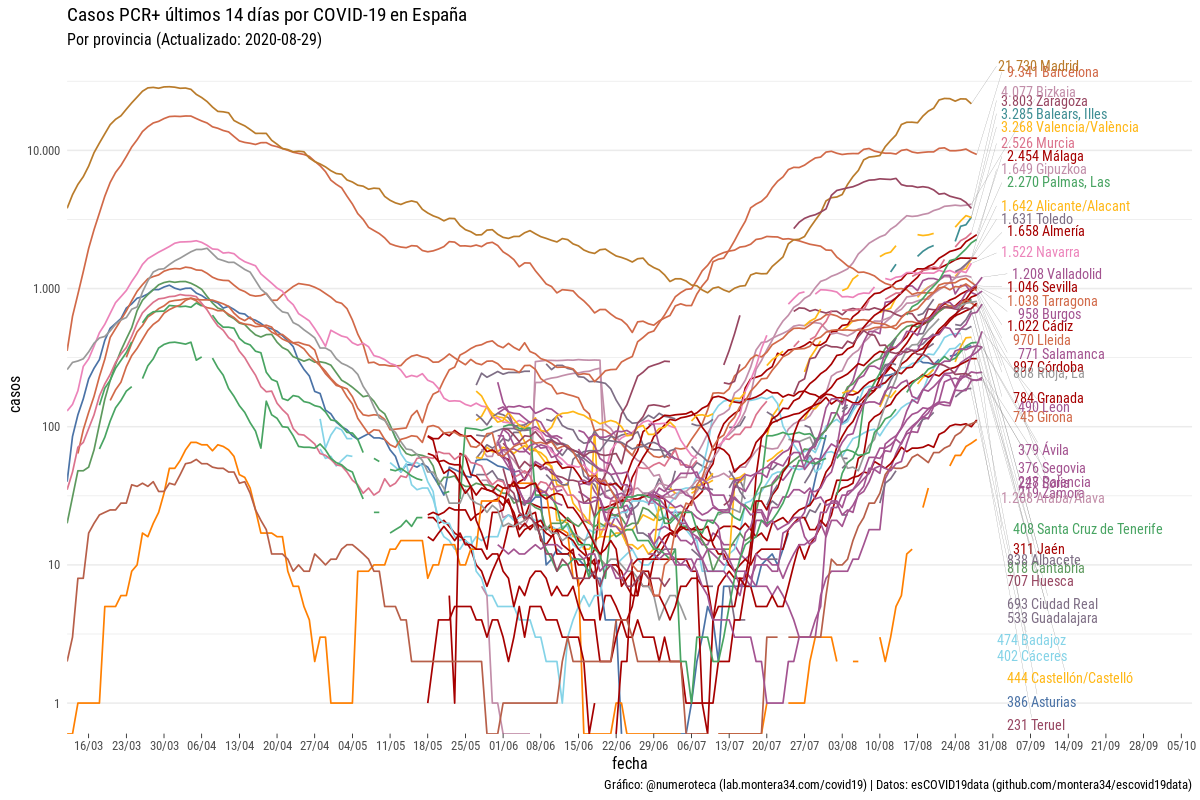 Casos PCR+ últimos 14 días por COVID-19 en España
Por provincia (Actualizado: 2020-08-29)
21.730 Madrid
9.341 Barcelona
4.077 Bizkaia
3.803 Zaragoza
3.285 Balears, Illes
3.268 Valencia/València
2.526 Murcia
2.454 Málaga
1.649 Gipuzkoa
2.270 Palmas, Las
1.642 Alicante/Alacant
1.631 Toledo
1.658 Almería
1.522 Navarra
1.208 Valladolid
1.046 Sevilla
1.038 Tarragona
958 Burgos
1.022 Cádiz
970 Lleida
771 Salamanca
897 Córdoba
Rioja, La
784 Granada
490 León
745 Girona
379 Ávila
376 Segovia
Palencia
Zamora
408 Santa Cruz de Tenerife
311 Jaén
838 Albacete
818 Cantabria
707 Huesca
693 Ciudad Real
533 Guadalajara
474 Badajoz
402 Cáceres
444 Castellón/Castelló
386 Asturias
231 Teruel
casos
10.000
1.000
100
10
1
16/03 23/03 30/03 06/04 13/04 20/04 27/04 04/05 11/05 18/05 25/05 01/06 08/06 15/06 22/06 29/06 06/07 13/07 20/07 27/07 03/08 10/08 17/08 24/08 31/08 07/09 14/09 21/09 28/09 05/10
fecha
Gráfico: @numeroteca (lab.montera34.com/covid19) | Datos: esCOVID19data (github.com/montera34/escovid19data)